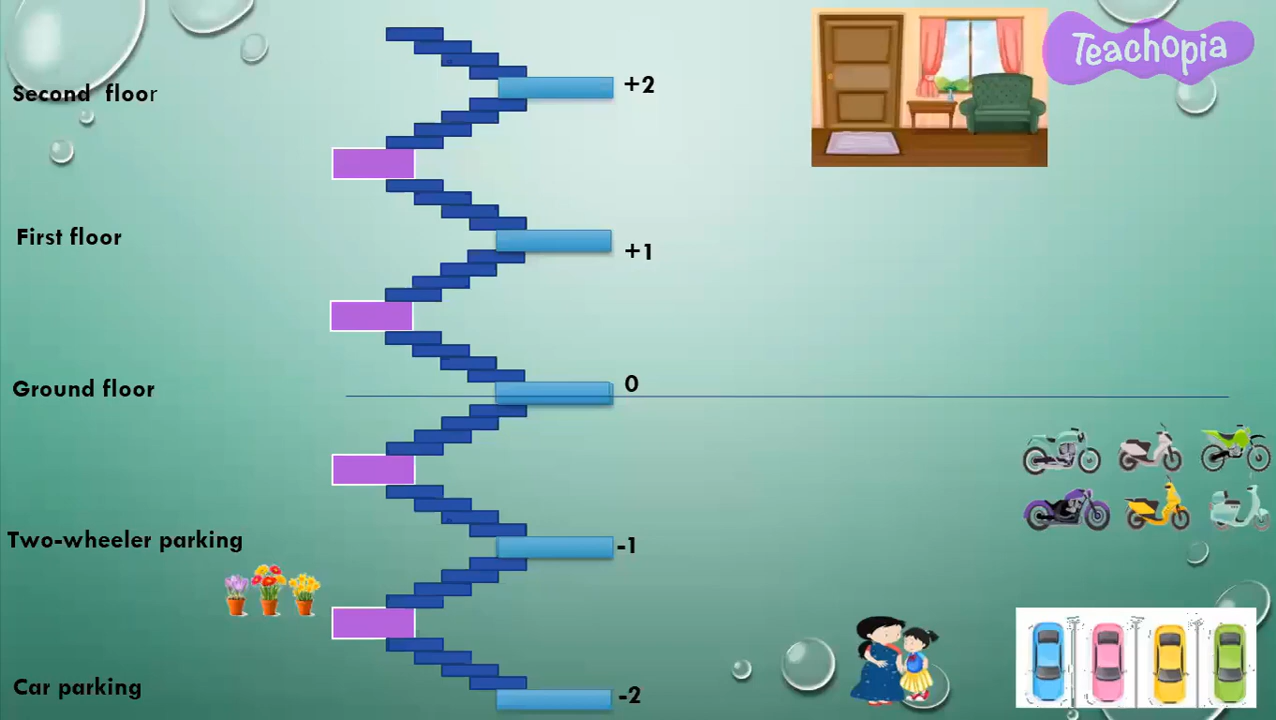 Teachopia
Second floor +2
First floor +1
Ground floor 0
Two-wheeler parking -1
Car parking -2